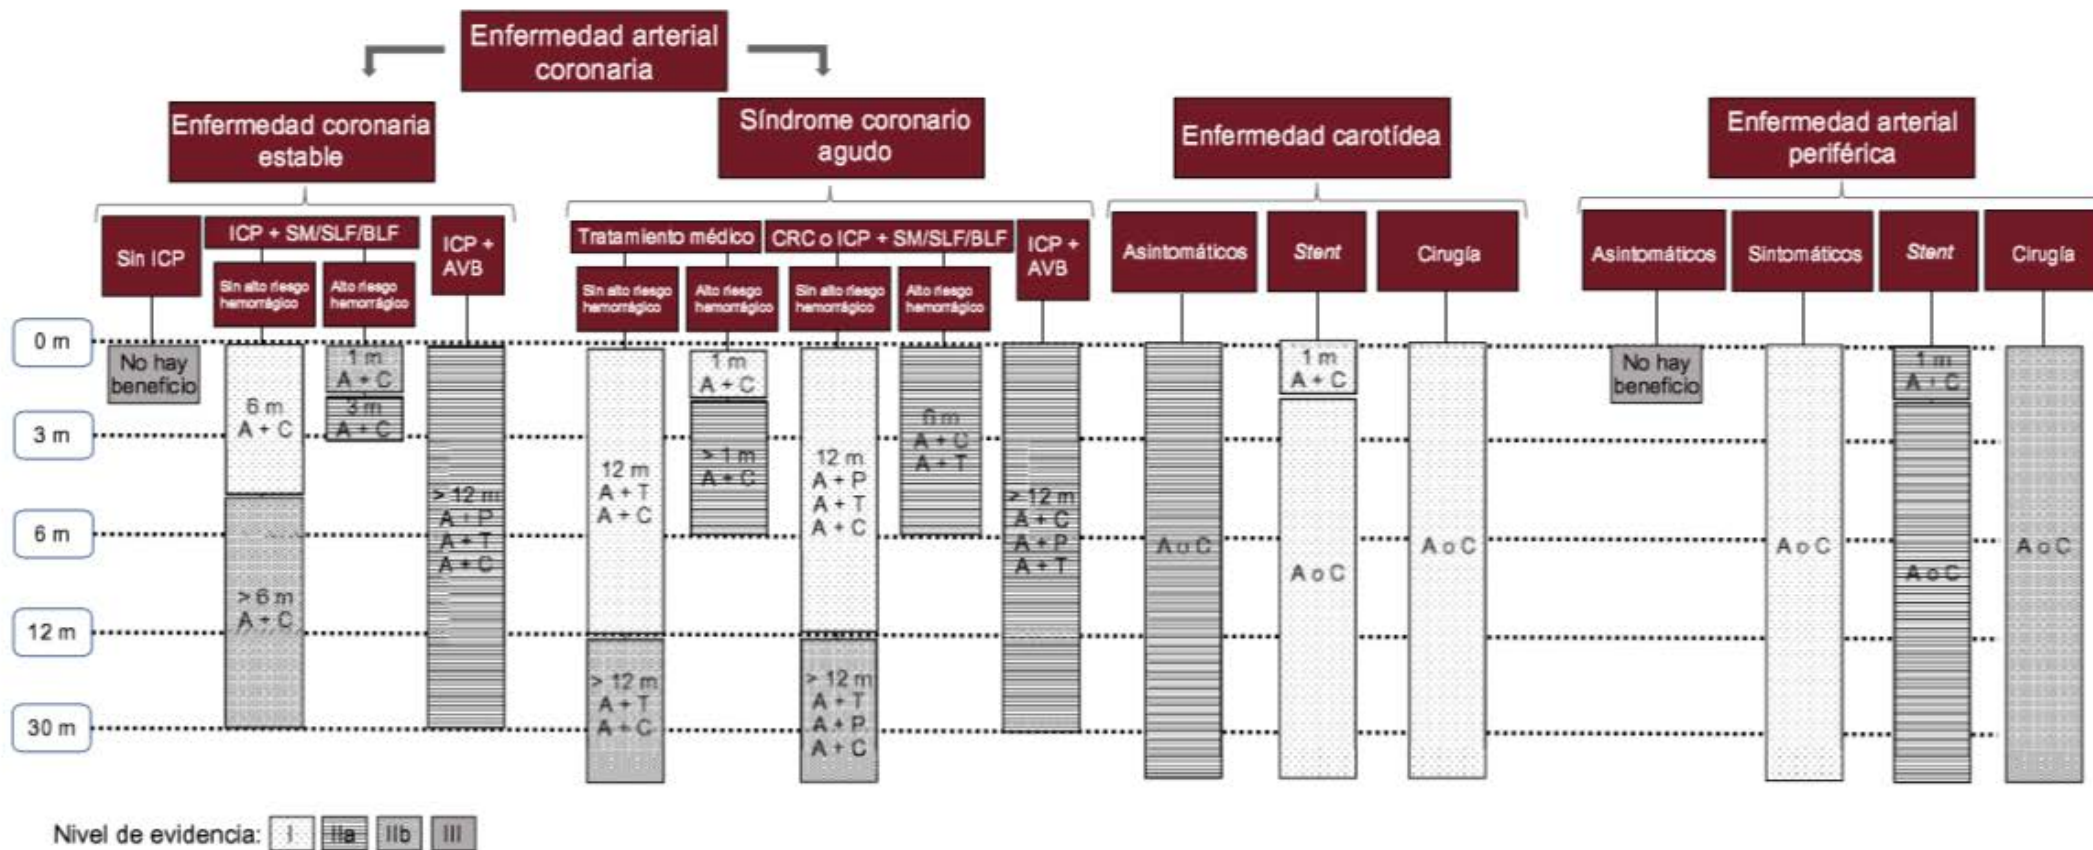 Enfermedad arterial
coronaria
Enfermedad coronaria
estable
Síndrome coronario
agudo
Enfermedad carotídea
Enfermedad arterial
periférica
Sin ICP
ICP + SM/SLF/BLF
Sin alto riesgo
hemorrágico
Alto riesgo
hemorrágico
ICP +
AVB
Tratamiento médico
Sin alto riesgo
hemorrágico
Alto riesgo
hemorrágico
CRC o ICP + SM/SLF/BLF
Sin alto riesgo
hemorrágico
Alto riesgo
hemorrágico
ICP +
AVB
Asintomáticos
Stent
Cirugía
Asintomáticos
Sintomáticos
Stent
Cirugía
0 m
3 m
6 m
12 m
30 m
No hay
beneficio
6 m
A + C
> 6 m
A + C
1 m
A + C
3 m
A + C
> 12 m
A + P
A + T
A + C
12 m
A + T
A + C
> 12 m
A + T
A + C
1 m
A + C
> 1 m
A + C
12 m
A + P
A + T
A + C
> 12 m
A + T
A + P
A + C
6 m
A + C
A + T
> 12 m
A + C
A + P
A + T
A o C
1 m
A + C
A o C
A o C
No hay
beneficio
A o C
1 m
A + C
A o C
A o C
Nivel de evidencia: I IIa IIb III